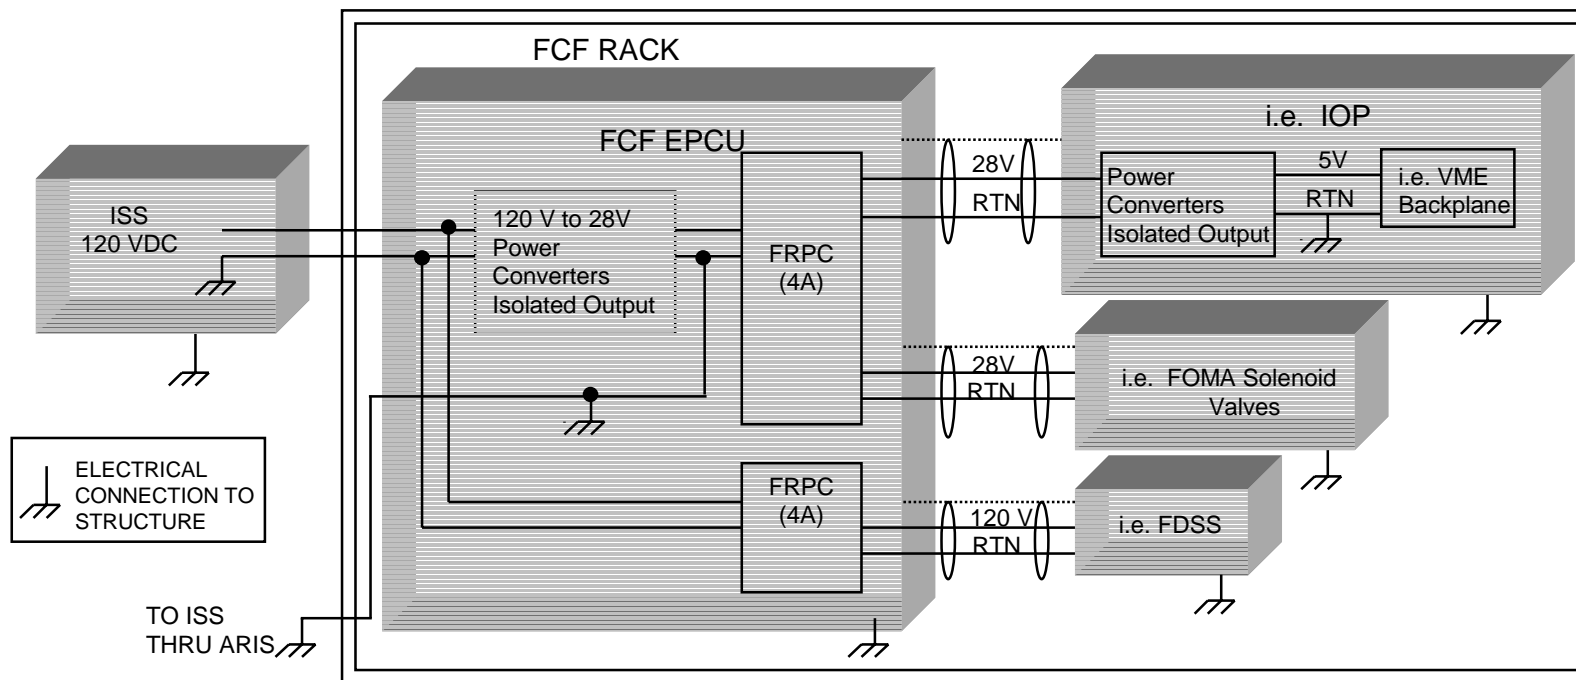 FCF RACK
FCF EPCU
i.e. IOP
ISS
120 VDC
120 V to 28V
Power
Converters
Isolated Output
FRPC
(4A)
28V
RTN
Power
Converters
Isolated Output
5V
RTN
i.e. VME
Backplane
28V
RTN
i.e. FOMA Solenoid
Valves
FRPC
(4A)
120 V
RTN
i.e. FDSS
ELECTRICAL
CONNECTION TO
STRUCTURE
TO ISS
THRU ARIS